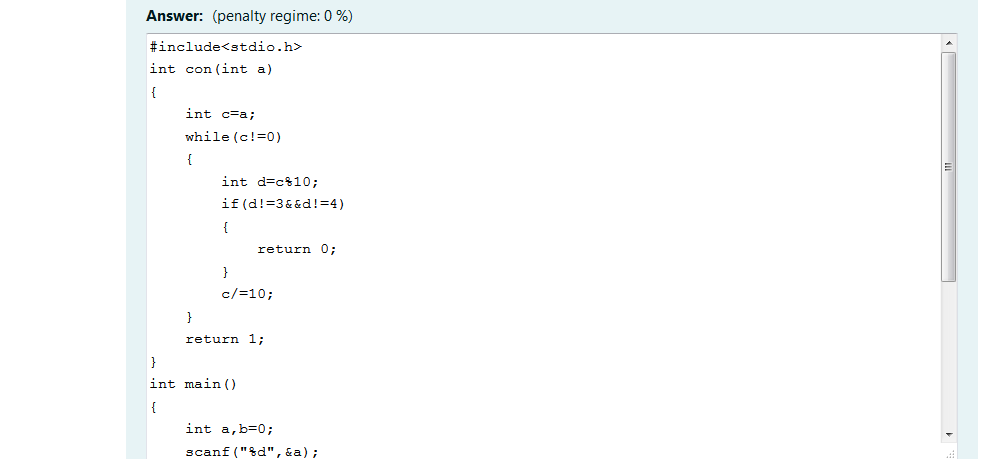 Answer: (penalty regime: 0 %)
#include<stdio.h>
int con(int a)
{
    int c=a;
    while(c!=0)
    {
        int d=c%10;
        if(d!=3&&d!=4)
        {
            return 0;
        }
        c/=10;
    }
    return 1;
}
int main()
{
    int a,b=0;
    scanf("%d",&a);